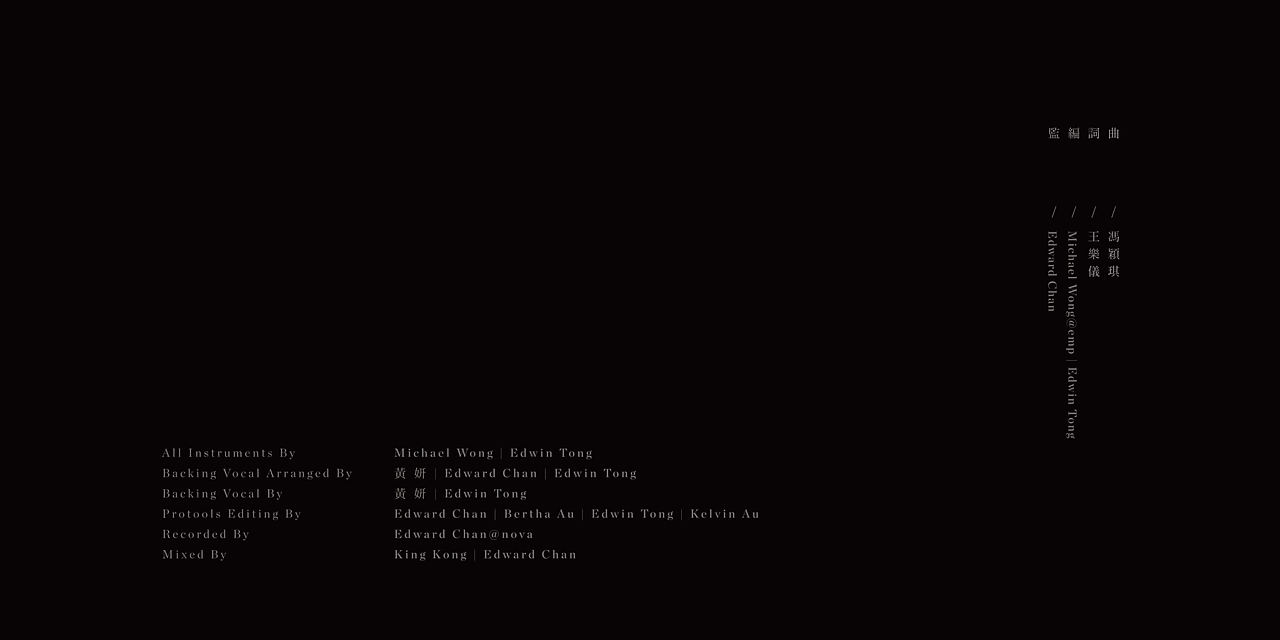 曲 / 馮穎琪
詞 / 王樂儀
編 / Michael Wong@emp | Edwin Tong
監 / Edward Chan
All Instruments By Michael Wong | Edwin Tong
Backing Vocal Arranged By 黃 妍 | Edward Chan | Edwin Tong
Backing Vocal By 黃 妍 | Edwin Tong
Protools Editing By Edward Chan | Bertha Au | Edwin Tong | Kelvin Au
Recorded By Edward Chan@nova
Mixed By King Kong | Edward Chan